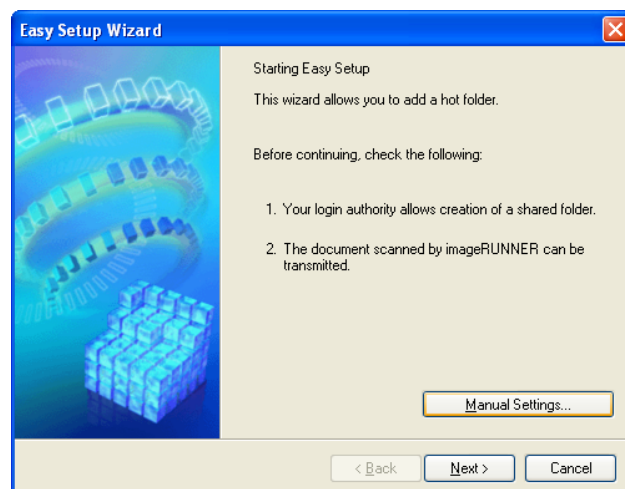 Easy Setup Wizard
Starting Easy Setup
This wizard allows you to add a hot folder.
Before continuing, check the following:
1. Your login authority allows creation of a shared folder.
2. The document scanned by imageRUNNER can be
transmitted.
Manual Settings...
< Back Next > Cancel